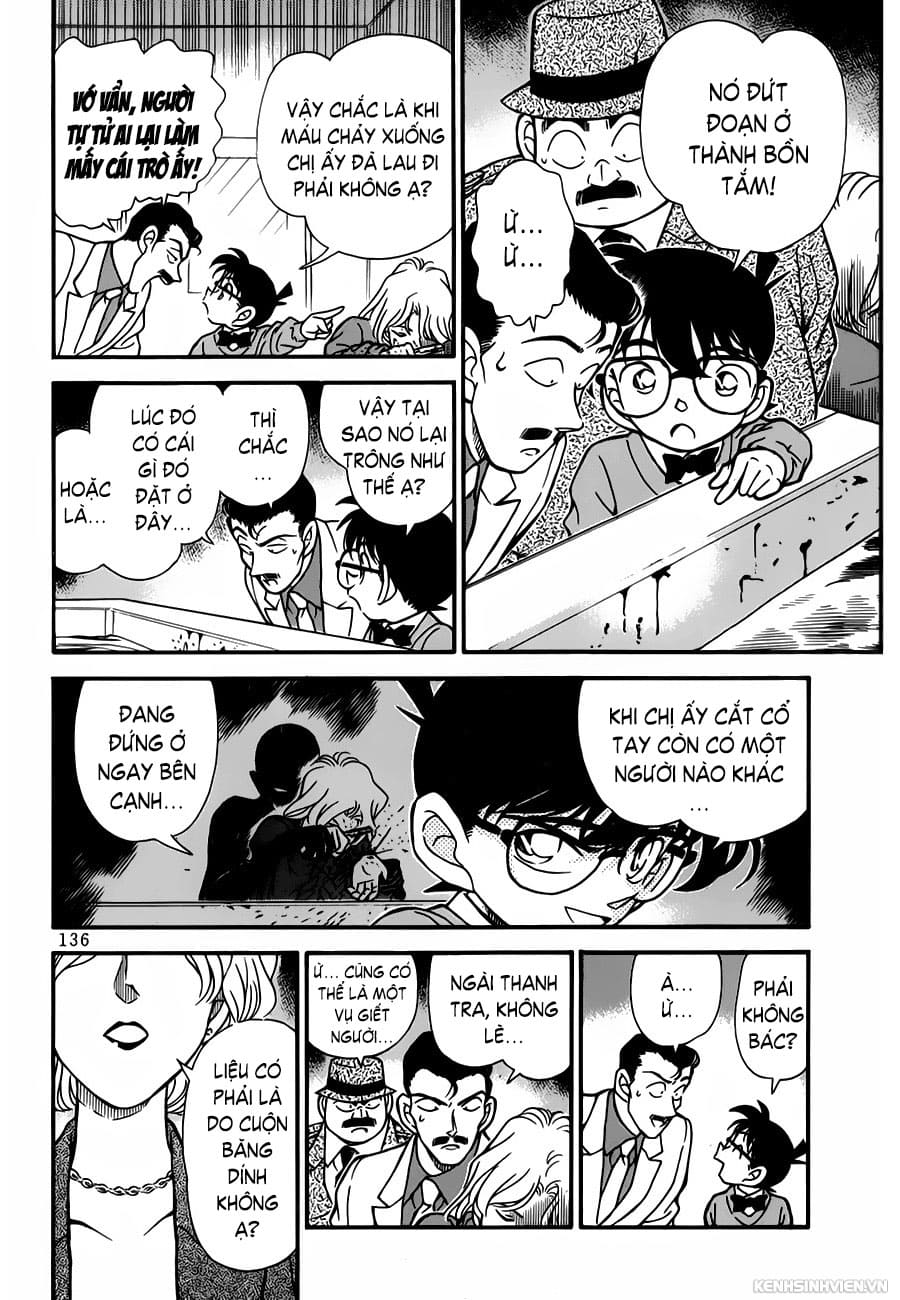 NÓ ĐỨT
ĐOẠN Ở
THÀNH BỒN
TẮM!
Ừ...
Ừ...
VẬY CHẮC LÀ KHI
MÁU CHẢY XUỐNG
CHỊ ẤY ĐÃ LAU ĐI
PHẢI KHÔNG Ạ?
VỚ VẨN, NGƯỜI
TỰ TỬ AI LẠI LÀM
MẤY CÁI TRÒ ẤY!
VẬY TẠI
SAO NÓ LẠI
TRÔNG NHƯ
THẾ Ạ?
THÌ
CHẮC
...
LÚC ĐÓ
CÓ CÁI
GÌ ĐÓ
ĐẶT Ở
ĐÂY...
HOẶC
LÀ...
KHI CHỊ ẤY CẮT CỔ
TAY CÒN CÓ MỘT
NGƯỜI NÀO KHÁC
...
ĐANG
ĐỨNG Ở
NGAY BÊN
CẠNH...
136
PHẢI
KHÔNG
BÁC?
À...
Ừ...
NGÀI THANH
TRA, KHÔNG
LẼ...
Ừ... CŨNG CÓ
THỂ LÀ MỘT
VỤ GIẾT
NGƯỜI...
LIỆU CÓ
PHẢI LÀ
DO CUỘN
BĂNG
DÍNH
KHÔNG
Ạ?
KENHSINHVIEN.VN